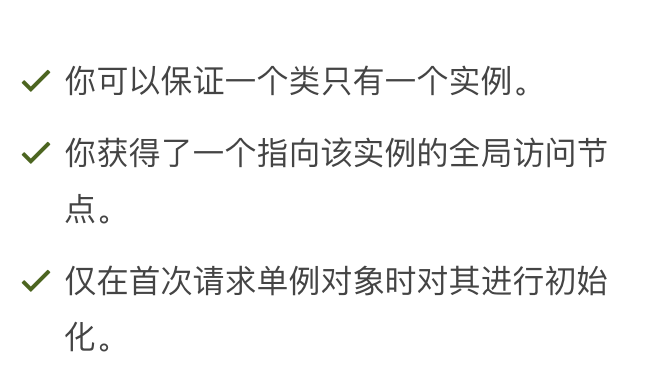 你可以保证一个类只有一个实例。
你获得了一个指向该实例的全局访问节
点。
仅在首次请求单例对象时对其进行初始
化。